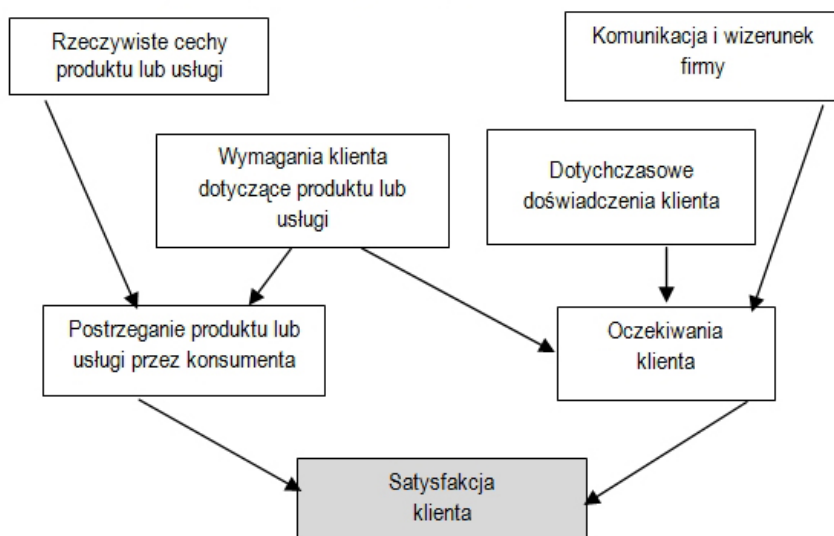 Rzeczywiste cechy
produktu lub usługi
Komunikacja i wizerunek
firmy
Wymagania klienta
dotyczące produktu lub
usługi
Dotychczasowe
doświadczenia klienta
Postrzeganie produktu lub
usługi przez konsumenta
Oczekiwania
klienta
Satysfakcja
klienta